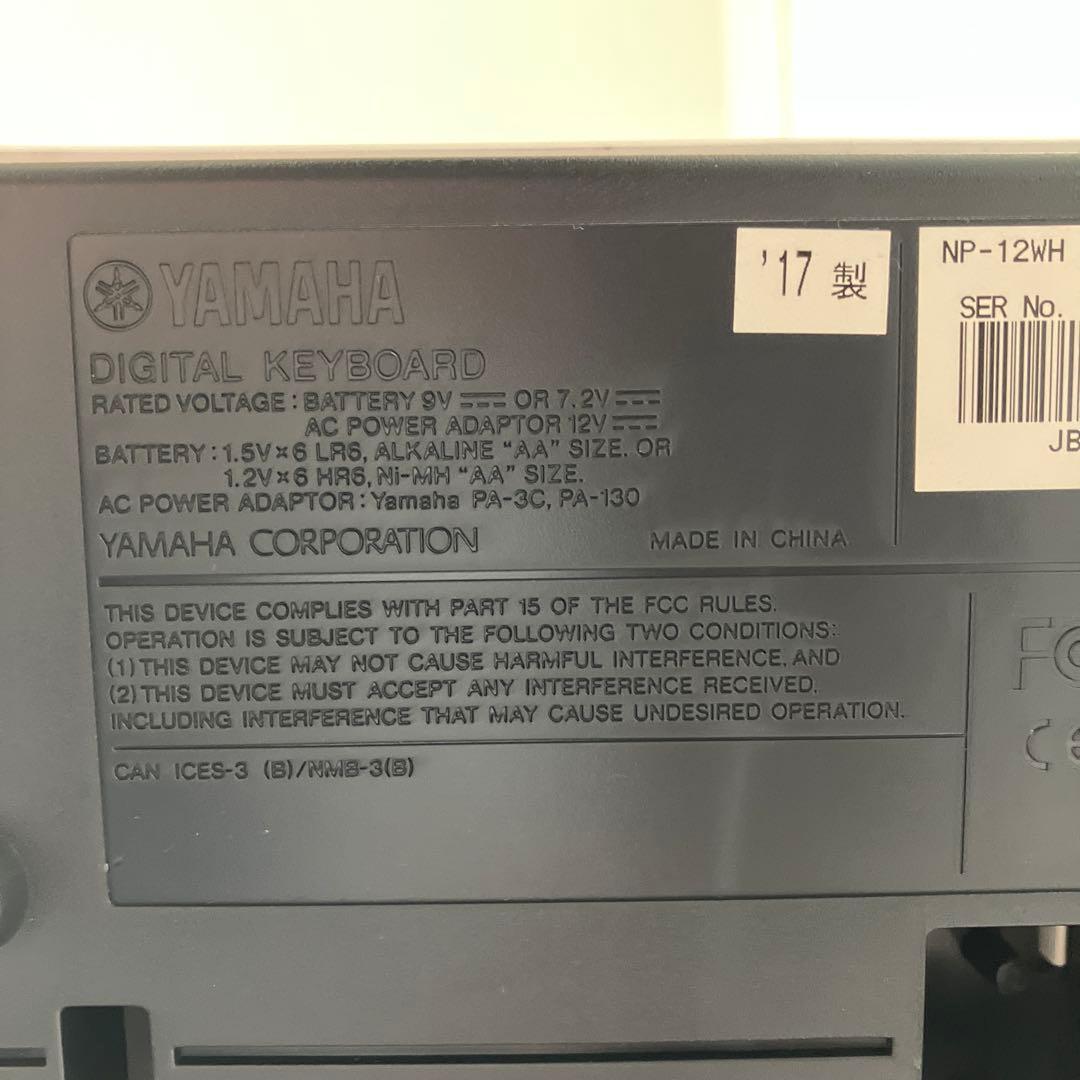 YAMAHA
DIGITAL KEYBOARD
RATED VOLTAGE : BATTERY 9V ⎓ OR 7.2V ⎓
AC POWER ADAPTOR 12V ⎓
BATTERY : 1.5V×6 LR6, ALKALINE “AA” SIZE. OR
1.2V×6 HR6, Ni-MH “AA” SIZE.
AC POWER ADAPTOR : Yamaha PA-3C, PA-130
YAMAHA CORPORATION
MADE IN CHINA
'17 製
NP-12WH
SER No.
JB
THIS DEVICE COMPLIES WITH PART 15 OF THE FCC RULES.
OPERATION IS SUBJECT TO THE FOLLOWING TWO CONDITIONS:
(1) THIS DEVICE MAY NOT CAUSE HARMFUL INTERFERENCE, AND
(2) THIS DEVICE MUST ACCEPT ANY INTERFERENCE RECEIVED,
INCLUDING INTERFERENCE THAT MAY CAUSE UNDESIRED OPERATION.
CAN ICES-3 (B)/NMB-3(B)
FC
CE